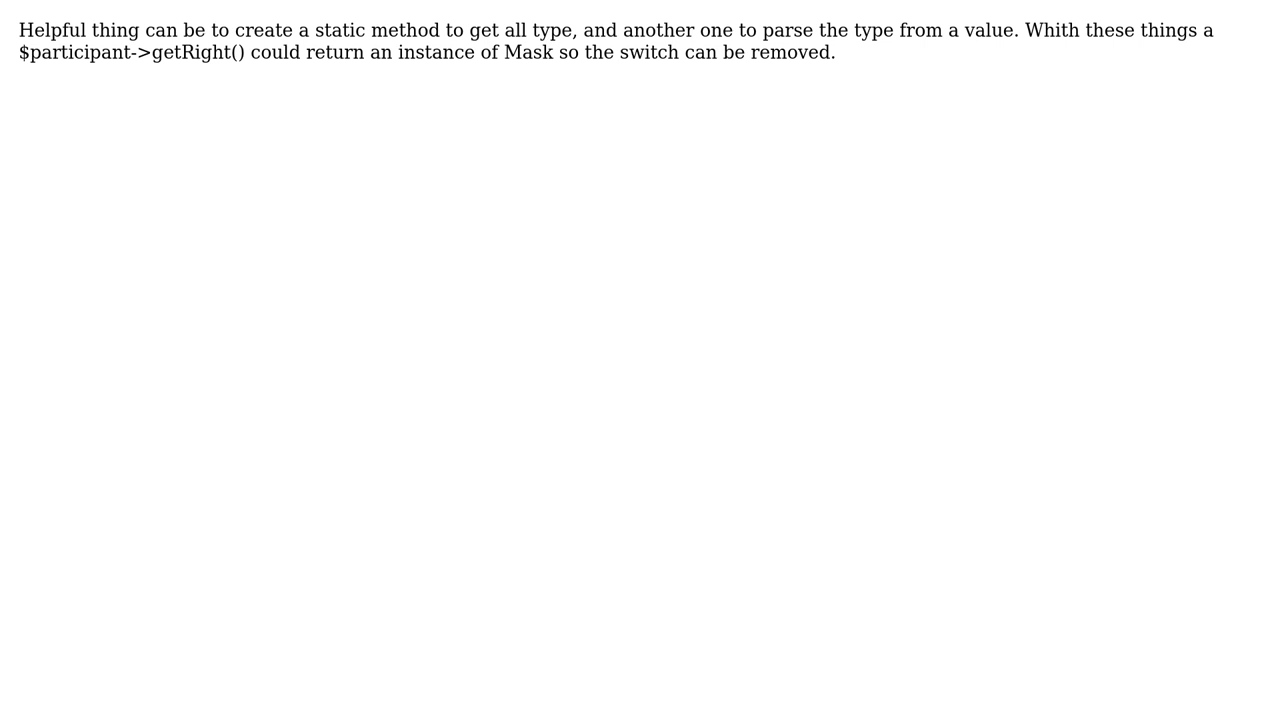 Helpful thing can be to create a static method to get all type, and another one to parse the type from a value. Whith these things a
$participant->getRight() could return an instance of Mask so the switch can be removed.